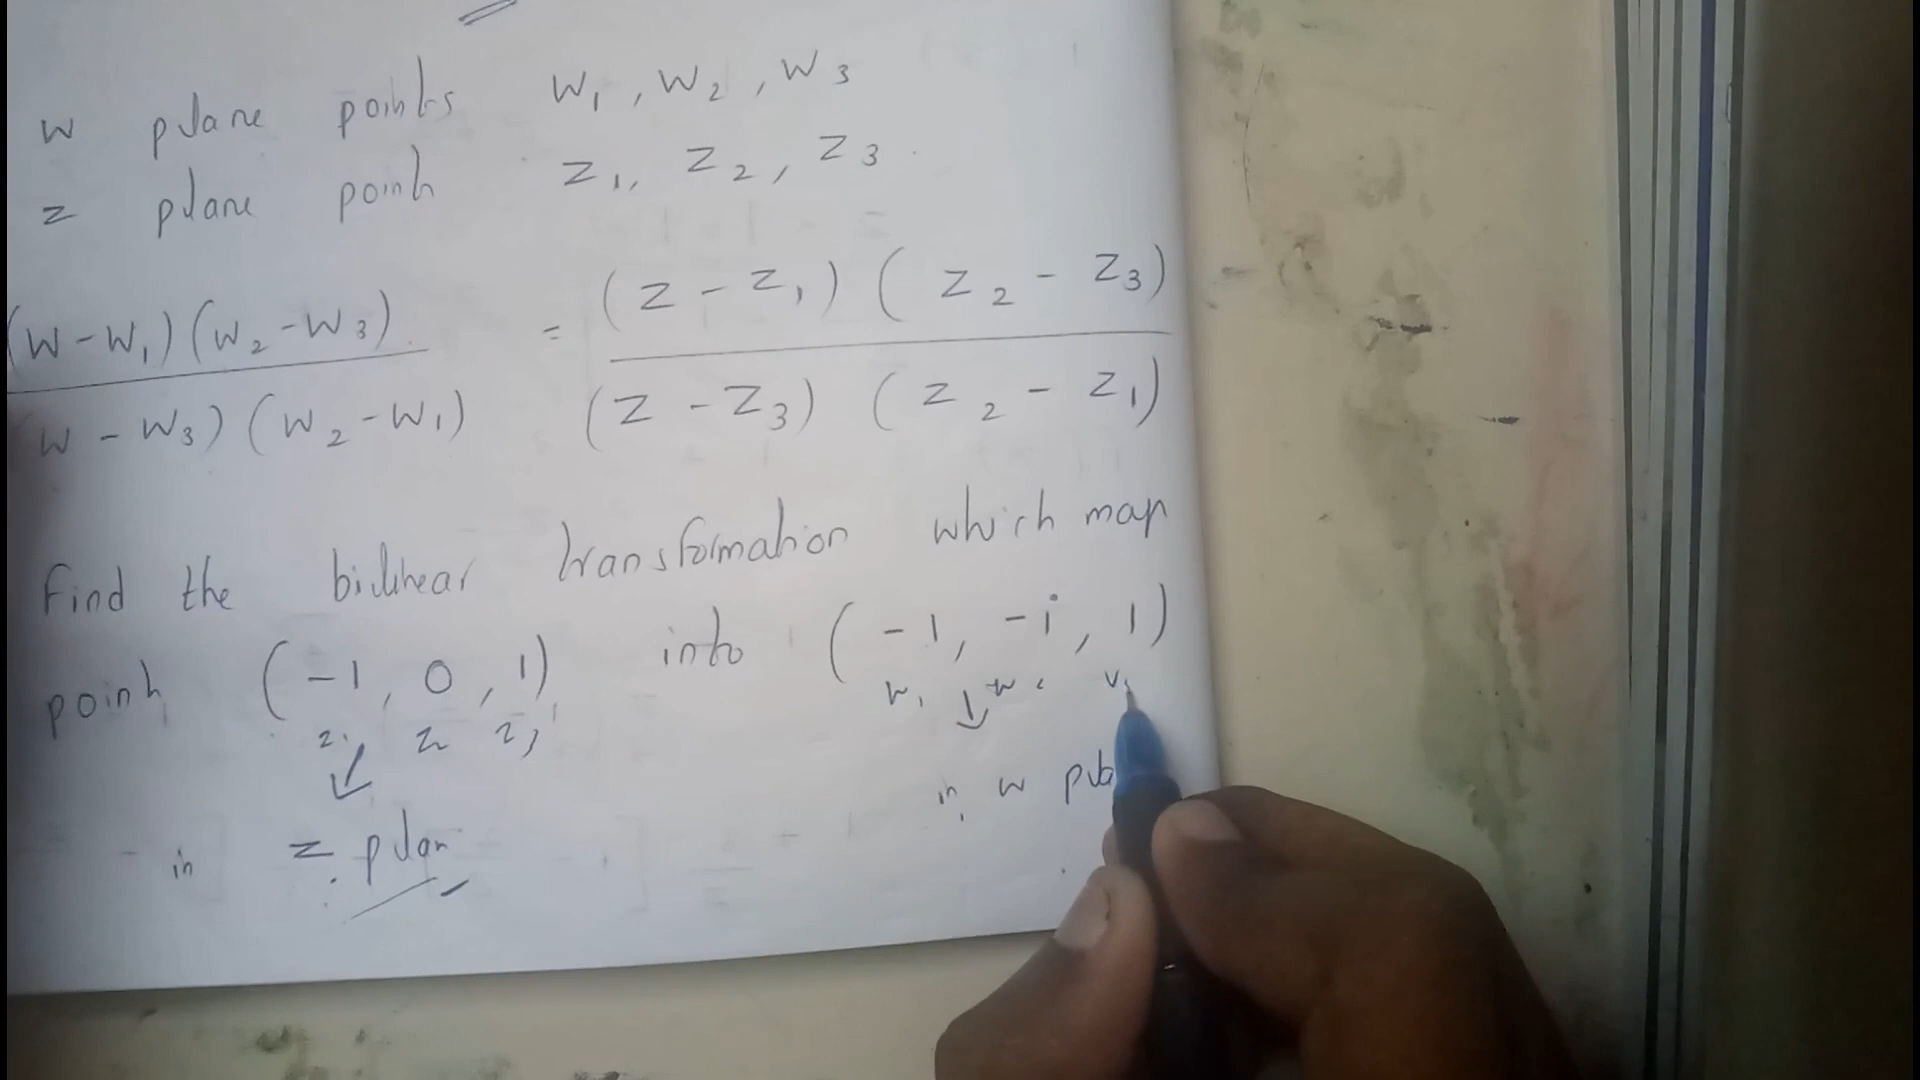 w plane points w1, w2, w3
z plane point z1, z2, z3
(w-w1)(w2-w3) = (z-z1)(z2-z3)
(w-w3)(w2-w1) (z-z3)(z2-z1)
Find the bilinear transformation which map
point (-1, 0, 1) into (-1, -i, 1)
z1 z2 z3 w1 w2
in z plan in w